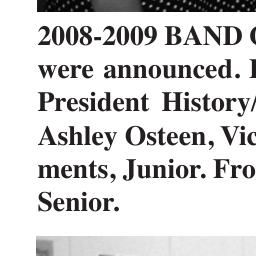 2008-2009 BAND
were announced.
President History/
Ashley Osteen, Vic
ments, Junior. Fro
Senior.